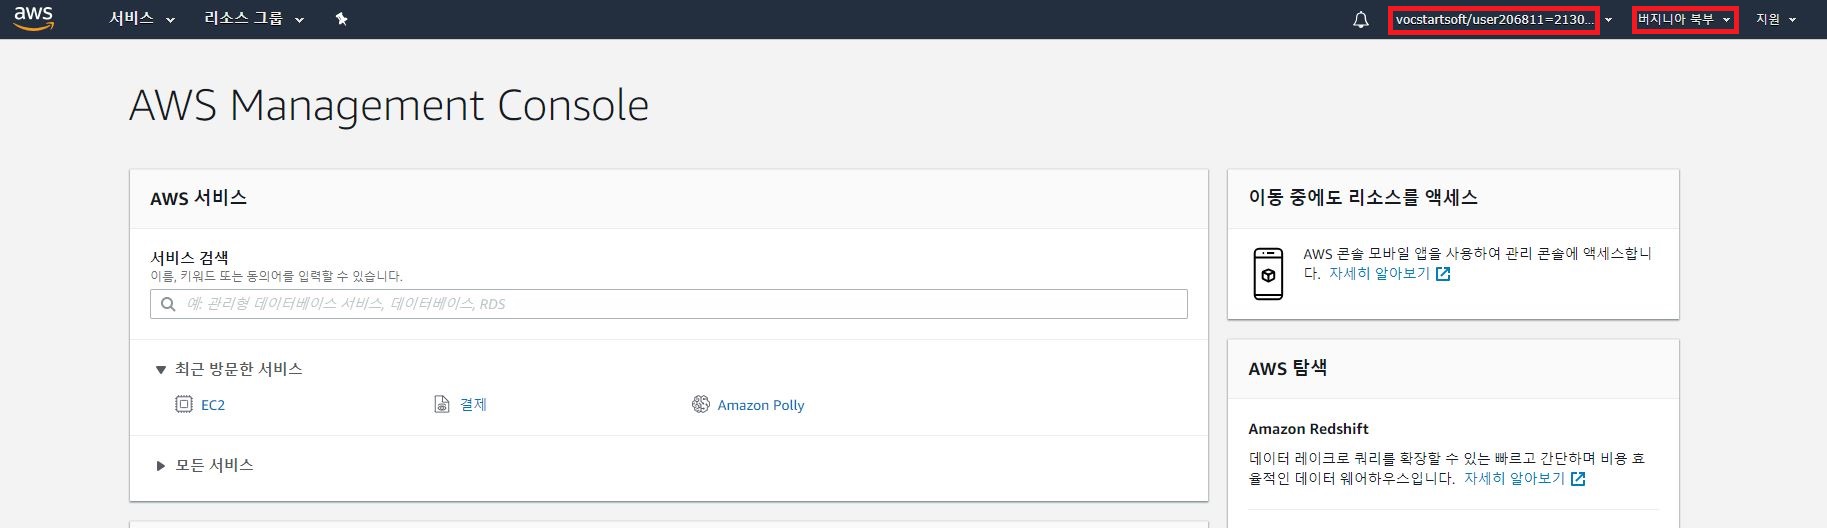 aws
서비스
리소스 그룹
vocstartsoft/user206811=2130...
버지니아 북부
지원
AWS Management Console
AWS 서비스
서비스 검색
이름, 키워드 또는 동의어를 입력할 수 있습니다.
예: 관리형 데이터베이스 서비스, 데이터베이스, RDS
최근 방문한 서비스
EC2
결제
Amazon Polly
모든 서비스
이동 중에도 리소스를 액세스
AWS 콘솔 모바일 앱을 사용하여 관리 콘솔에 액세스합니
다. 자세히 알아보기
AWS 탐색
Amazon Redshift
데이터 레이크로 쿼리를 확장할 수 있는 빠르고 간단하며 비용 효
율적인 데이터 웨어하우스입니다. 자세히 알아보기